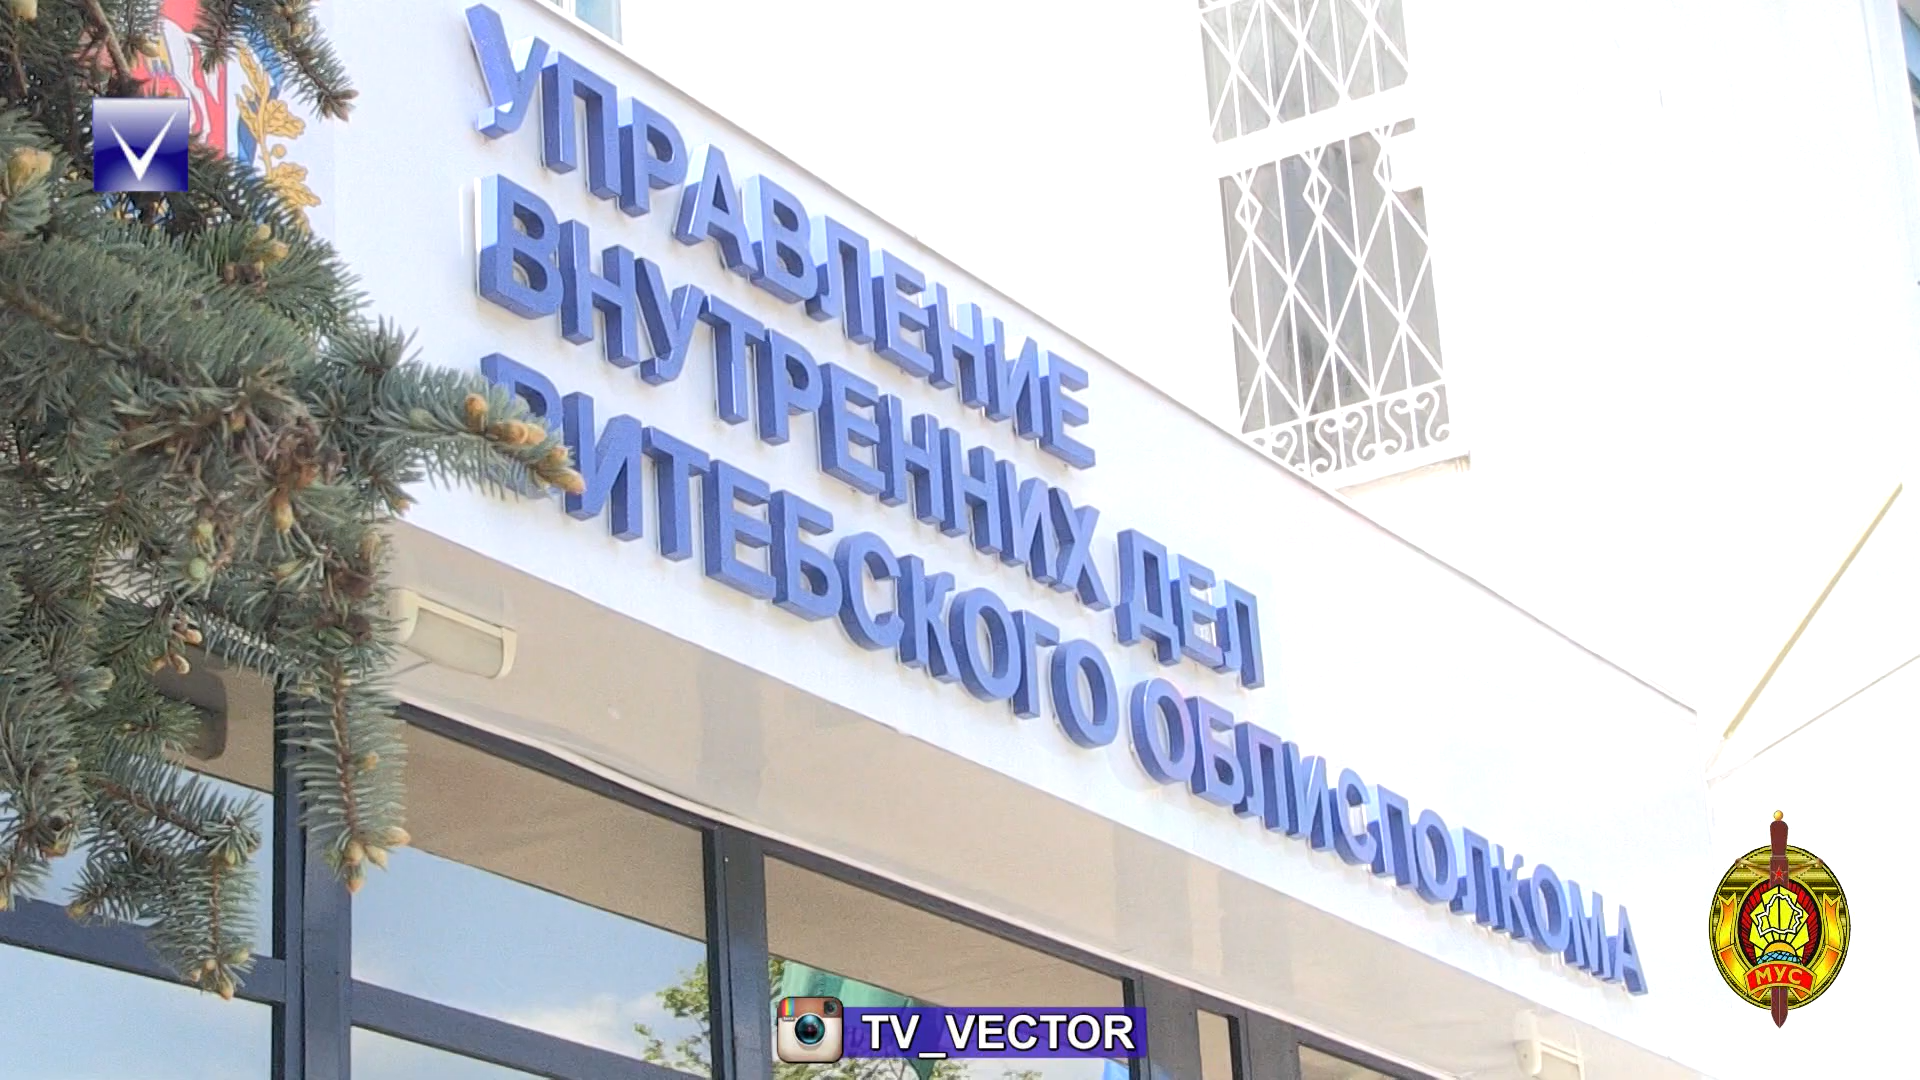 УПРАВЛЕНИЕ
ВНУТРЕННИХ ДЕЛ
ВИТЕБСКОГО ОБЛИСПОЛКОМА
МУС
TV_VECTOR